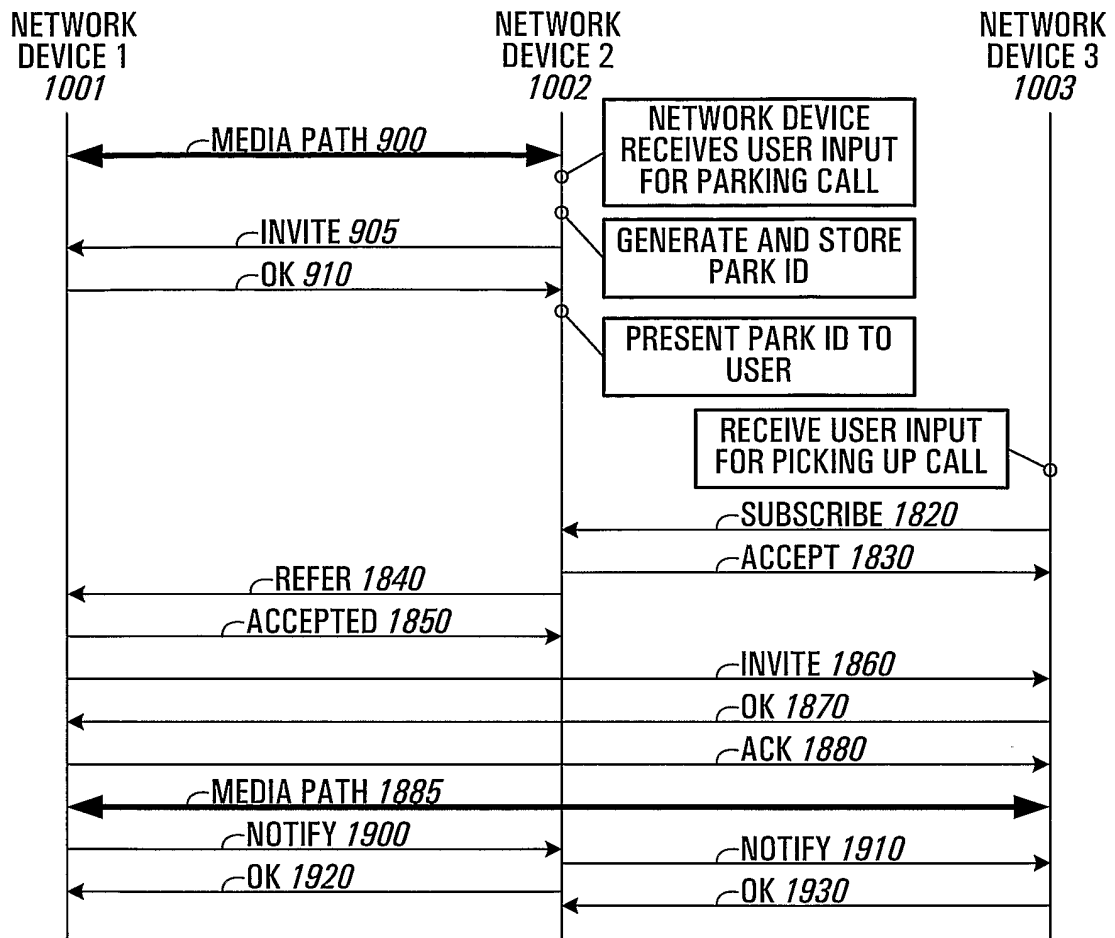 NETWORK
DEVICE 1
1001
NETWORK
DEVICE 2
1002
NETWORK
DEVICE 3
1003
MEDIA PATH 900
NETWORK DEVICE
RECEIVES USER INPUT
FOR PARKING CALL
INVITE 905
GENERATE AND STORE
PARK ID
OK 910
PRESENT PARK ID TO
USER
RECEIVE USER INPUT
FOR PICKING UP CALL
SUBSCRIBE 1820
ACCEPT 1830
REFER 1840
ACCEPTED 1850
INVITE 1860
OK 1870
ACK 1880
MEDIA PATH 1885
NOTIFY 1900
NOTIFY 1910
OK 1920
OK 1930